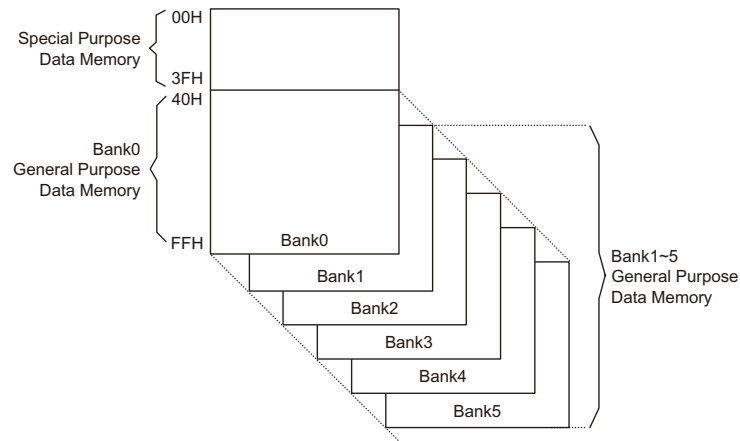 00H
Special Purpose
Data Memory
3FH
40H
Bank0
General Purpose
Data Memory
FFH
Bank0
Bank1
Bank2
Bank3
Bank4
Bank5
Bank1~5
General Purpose
Data Memory